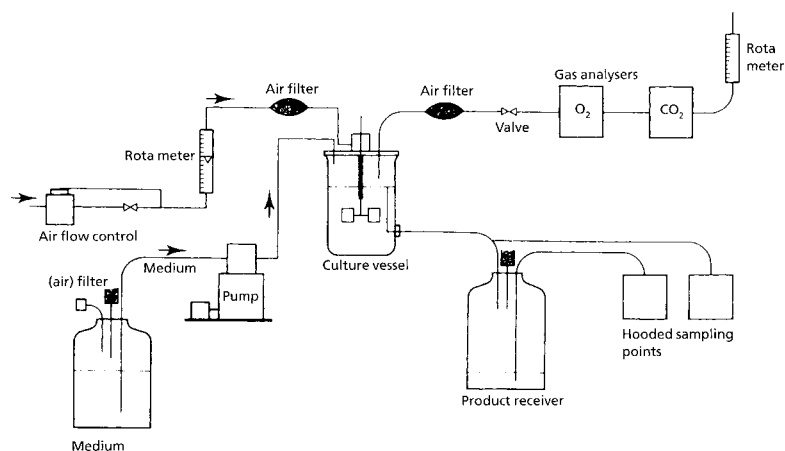 Rota
meter
Gas analysers
Air filter
Air filter
O2
CO2
Valve
Rota meter
Air flow control
Medium
Culture vessel
(air) filter
Pump
Hooded sampling
points
Product receiver
Medium